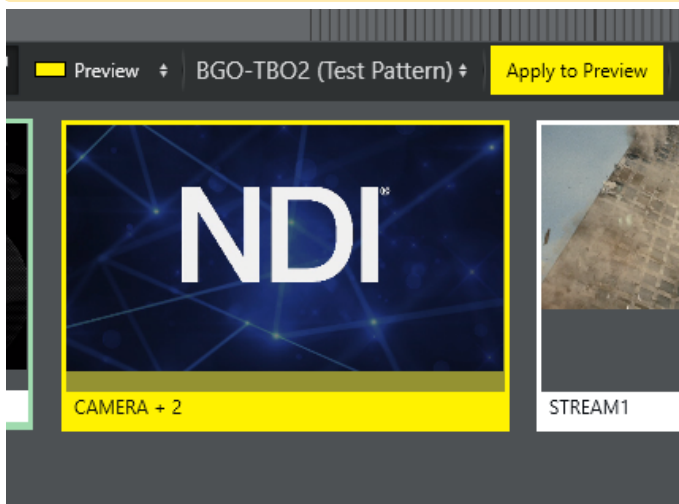 Preview
BGO-TBO2 (Test Pattern)
Apply to Preview
NDI®
CAMERA + 2
STREAM1